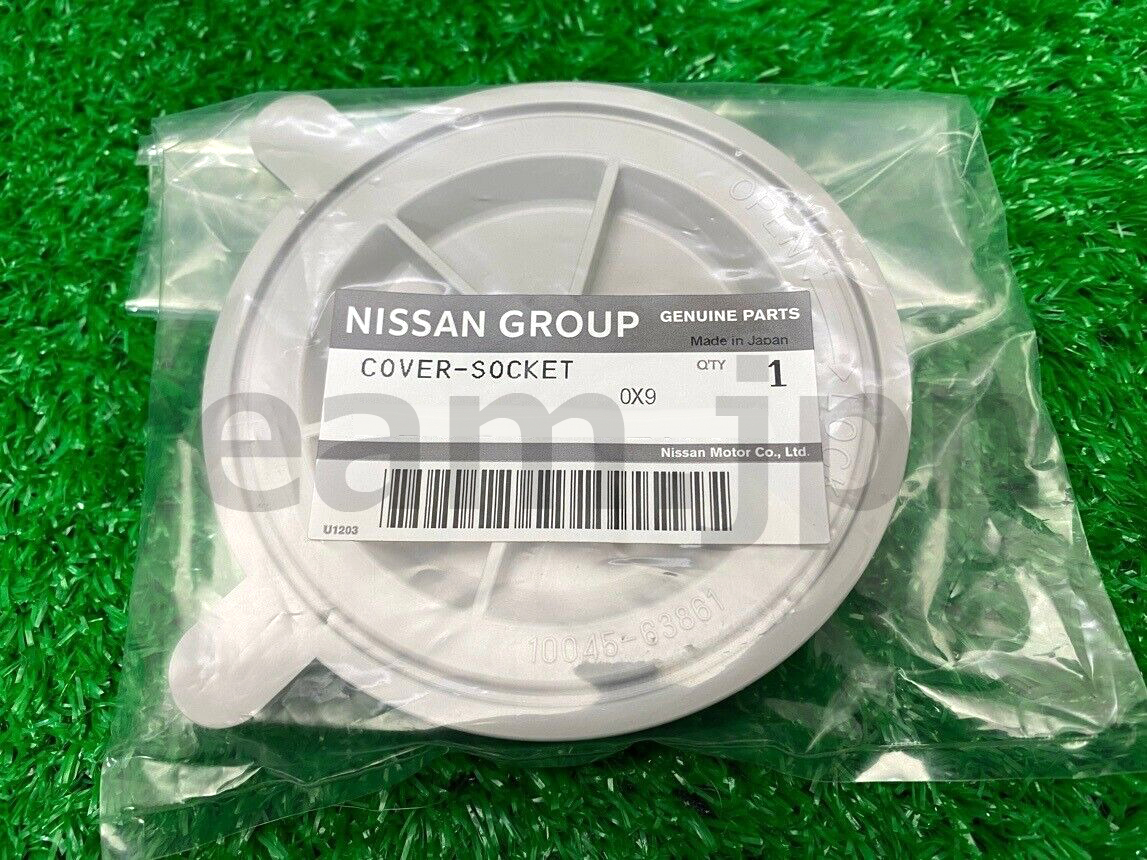 OPEN
LOCK
NISSAN GROUP GENUINE PARTS
Made in Japan
COVER-SOCKET QTY 1
0X9
Nissan Motor Co., Ltd.
U1203
10045-63861
eam_jp